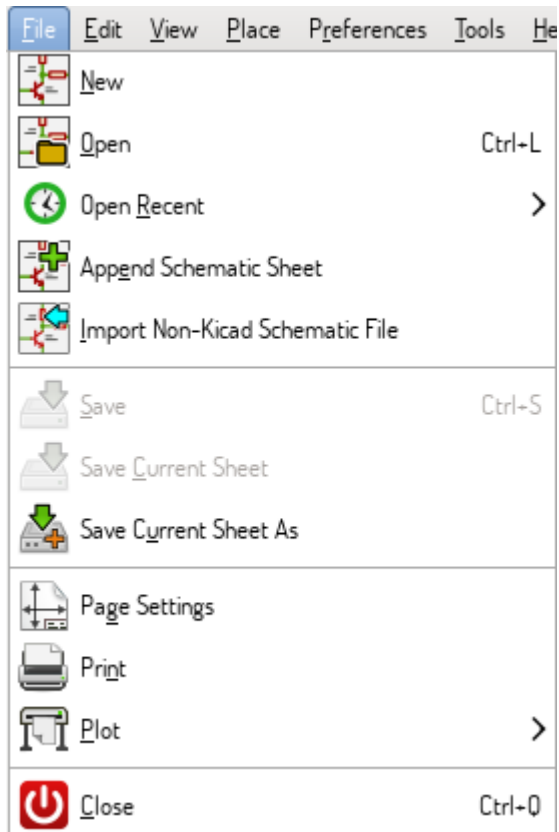 File Edit View Place Preferences Tools He
New
Open Ctrl+L
Open Recent
Append Schematic Sheet
Import Non-Kicad Schematic File
Save Ctrl+S
Save Current Sheet
Save Current Sheet As
Page Settings
Print
Plot
Close Ctrl+Q